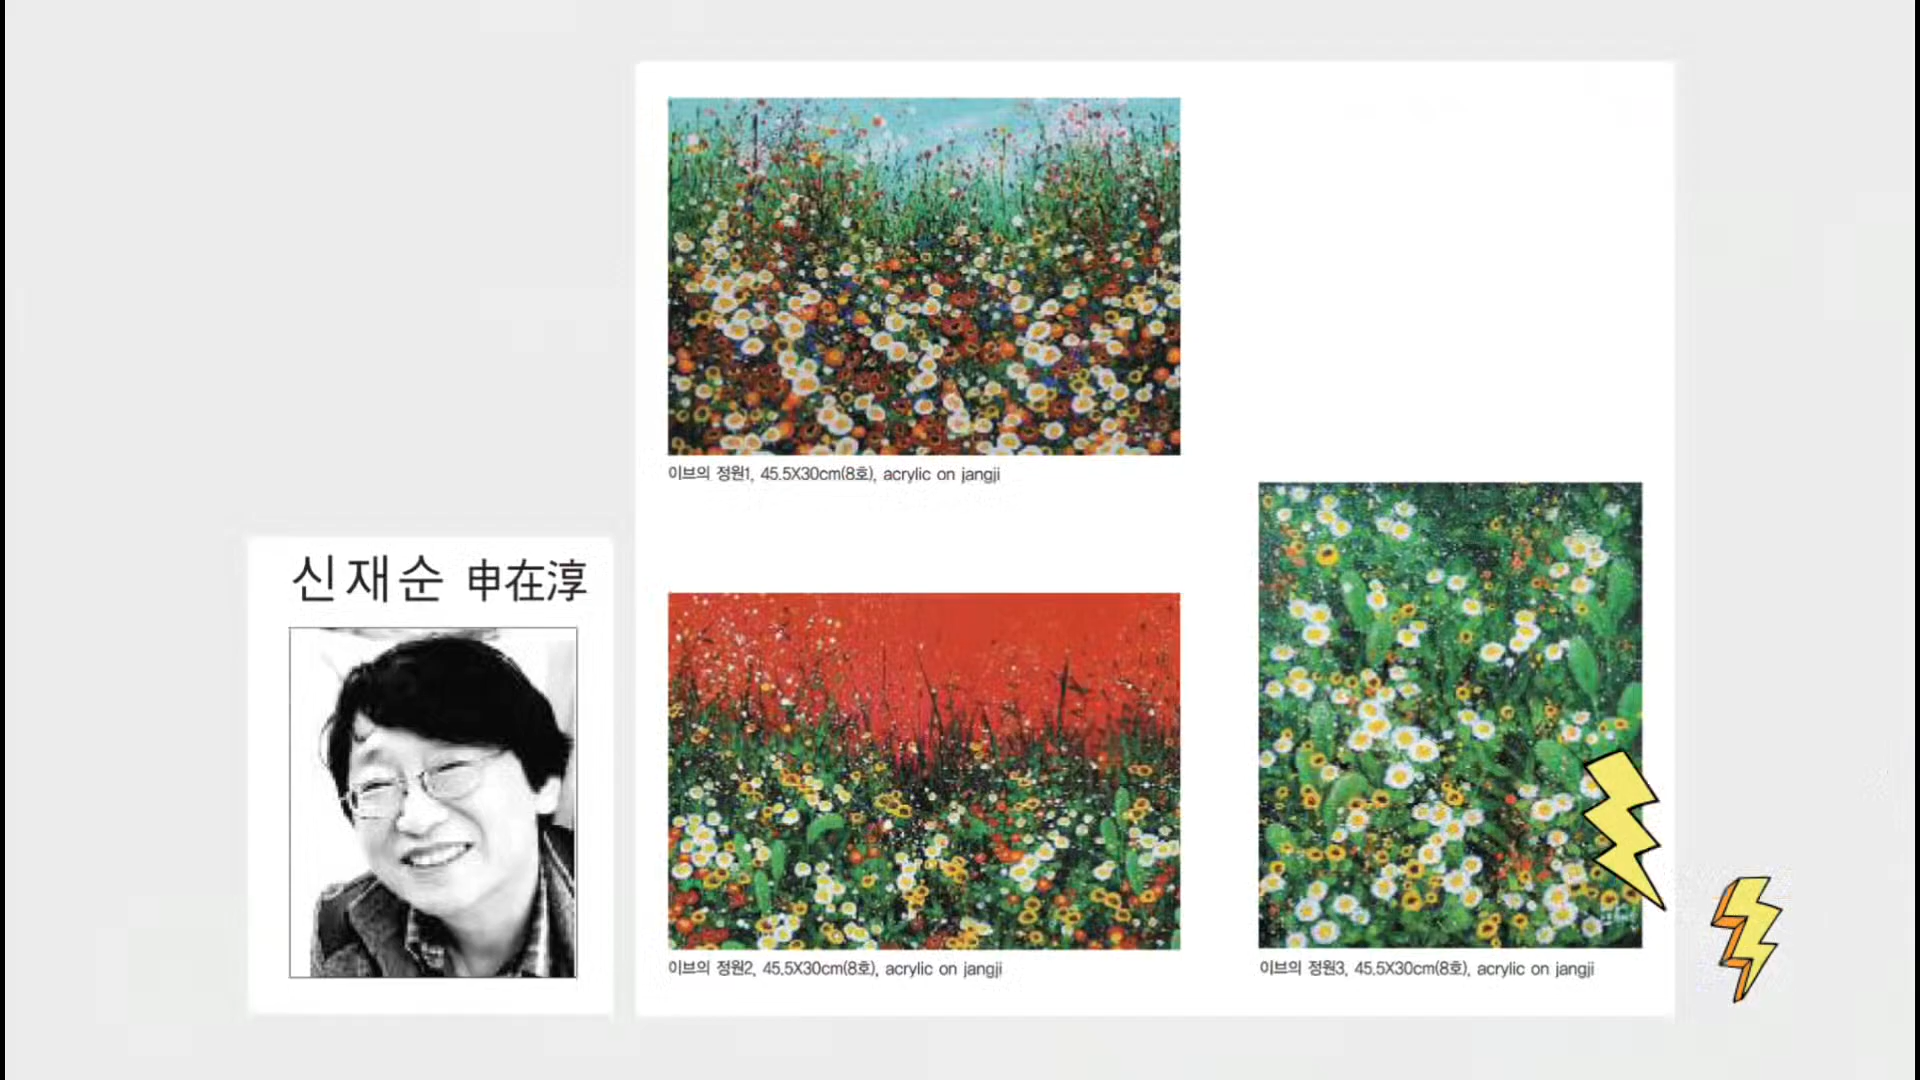 신재순 申在淳
이브의 정원1, 45.5X30cm(8호), acrylic on jangji
이브의 정원2, 45.5X30cm(8호), acrylic on jangji
이브의 정원3, 45.5X30cm(8호), acrylic on jangji